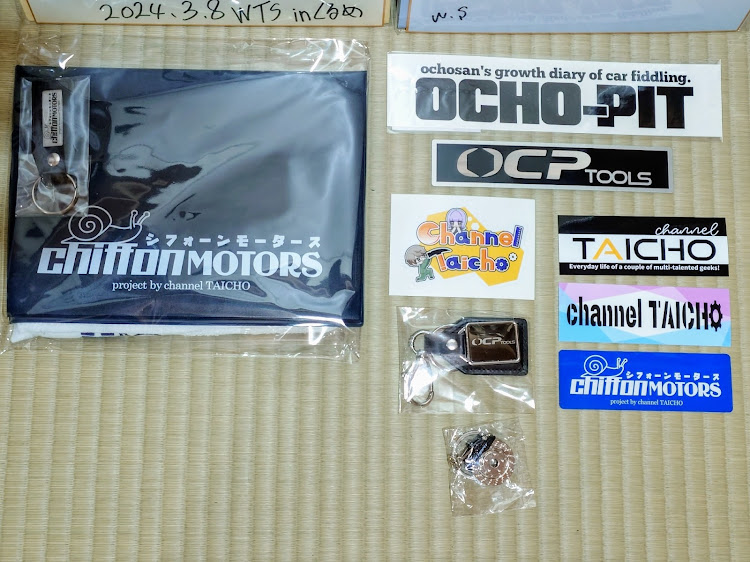 2024.3.8 WTS inくるめ
W.S
CHIFFON MOTORS
シフォーンモータース
chiffon MOTORS
project by channel TAICHO
ochosan's growth diary of car fiddling.
OCHO-PIT
OCP TOOLS
Channel
Taicho
channel
TAICHO
Everyday life of a couple of multi-talented geeks!
channel TAICHO
シフォーンモータース
chiffon MOTORS
project by channel TAICHO
OCP TOOLS